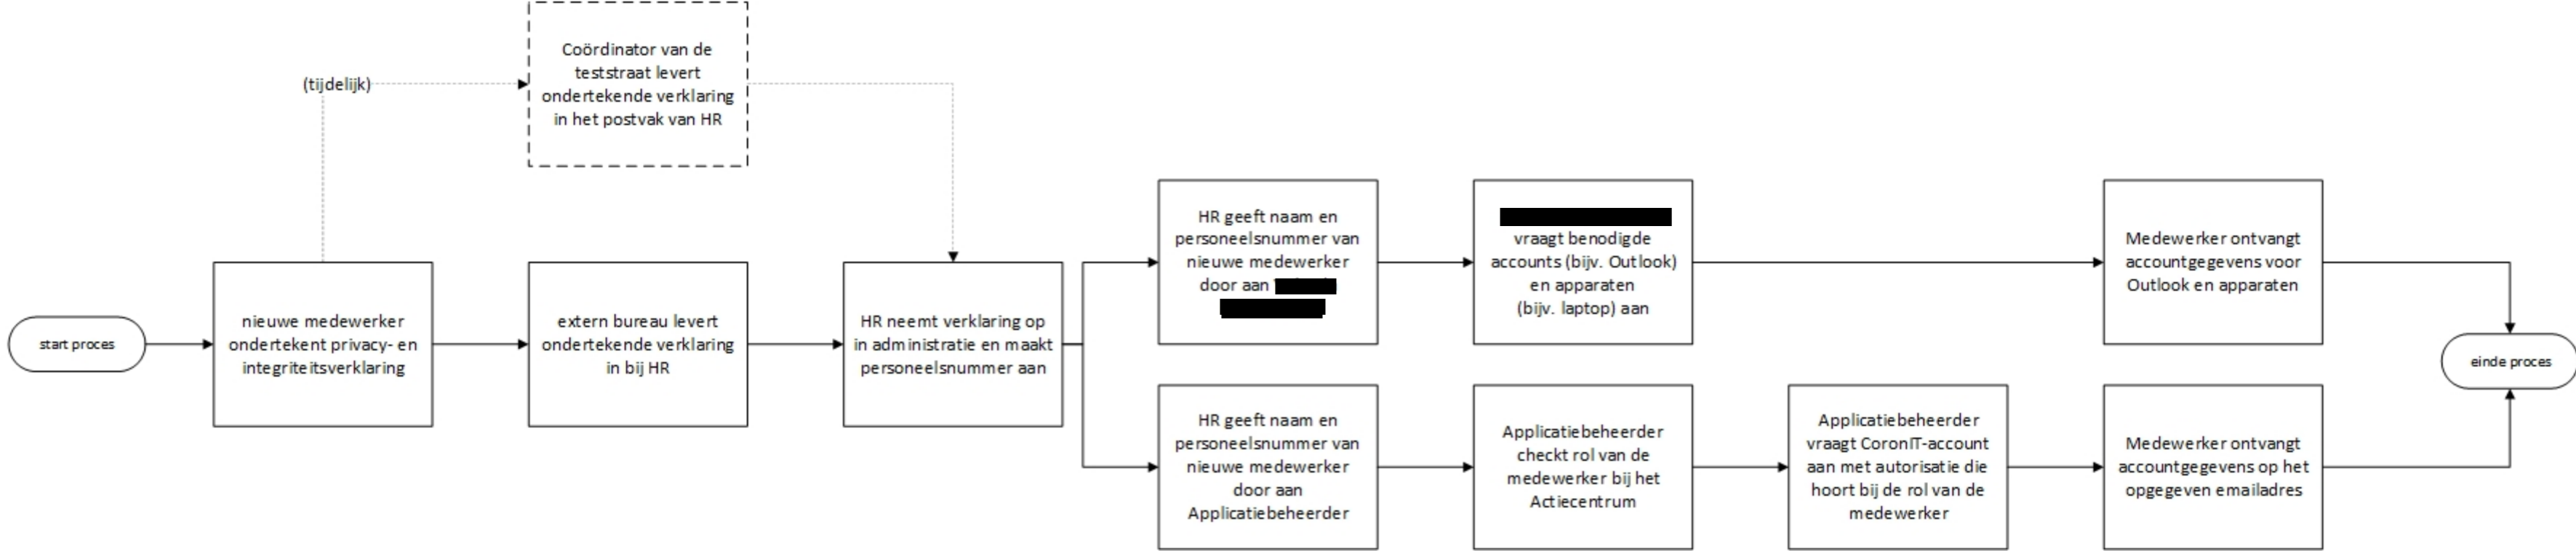 (tijdelijk)
Coördinator van de
teststraat levert
ondertekende verklaring
in het postvak van HR
start proces
nieuwe medewerker
ondertekent privacy- en
integriteitsverklaring
extern bureau levert
ondertekende verklaring
in bij HR
HR neemt verklaring op
in administratie en maakt
personeelsnummer aan
HR geeft naam en
personeelsnummer van
nieuwe medewerker
door aan
vraagt benodigde
accounts (bijv. Outlook)
en apparaten
(bijv. laptop) aan
Medewerker ontvangt
accountgegevens voor
Outlook en apparaten
HR geeft naam en
personeelsnummer van
nieuwe medewerker
door aan
Applicatiebeheerder
Applicatiebeheerder
checkt rol van de
medewerker bij het
Actiecentrum
Applicatiebeheerder
vraagt CoronIT-account
aan met autorisatie die
hoort bij de rol van de
medewerker
Medewerker ontvangt
accountgegevens op het
opgegeven emailadres
einde proces